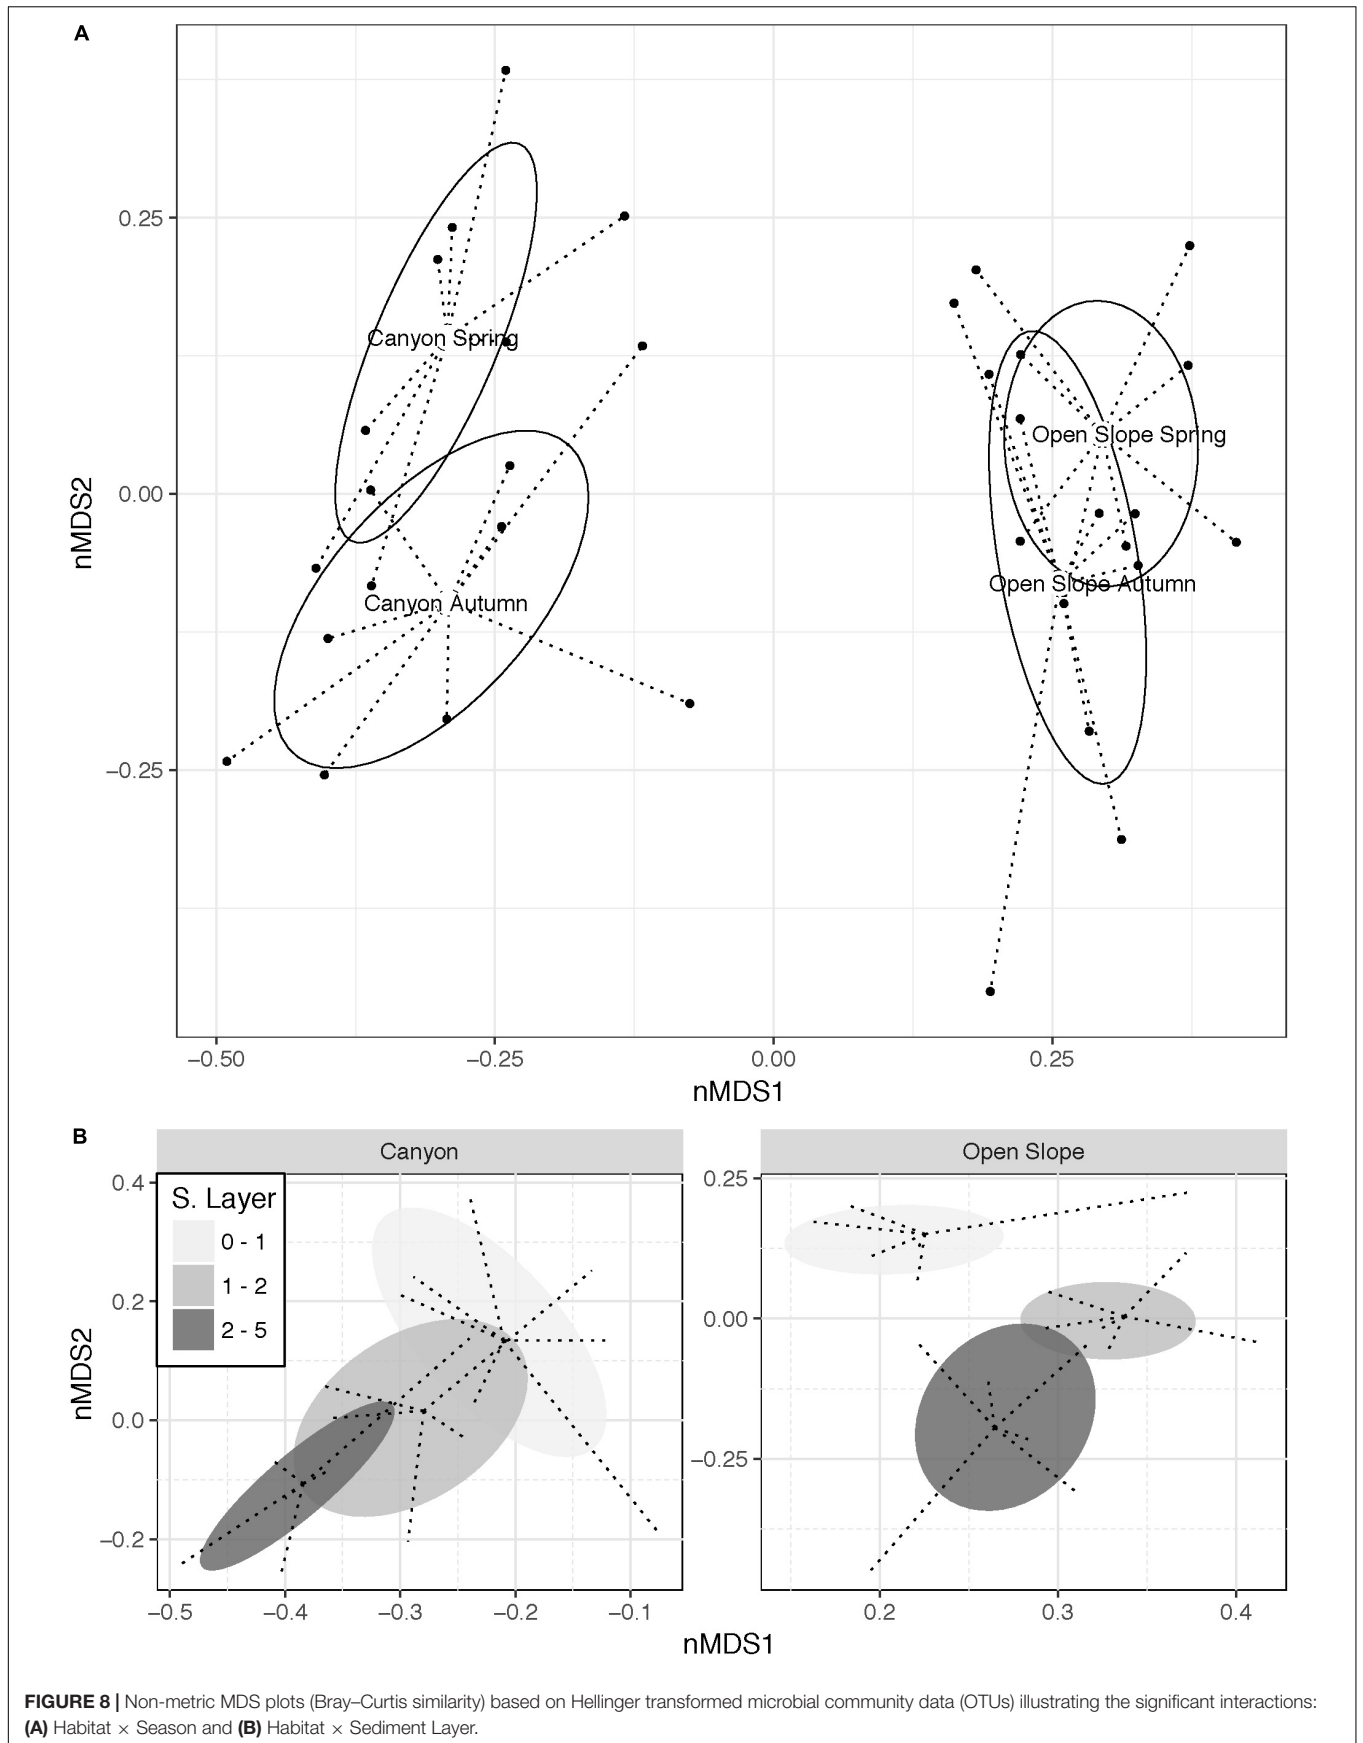 A
0.25
Canyon Spring
Open Slope Spring
0.00
nMDS2
Open Slope Autumn
Canyon Autumn
−0.25
−0.50
−0.25
0.00
0.25
nMDS1
B
Canyon
Open Slope
0.4
S. Layer
0 - 1
1 - 2
2 - 5
0.2
nMDS2
0.0
−0.2
0.25
0.00
−0.25
−0.5
−0.4
−0.3
−0.2
−0.1
0.2
0.3
0.4
nMDS1
FIGURE 8 | Non-metric MDS plots (Bray–Curtis similarity) based on Hellinger transformed microbial community data (OTUs) illustrating the significant interactions:
(A) Habitat × Season and (B) Habitat × Sediment Layer.